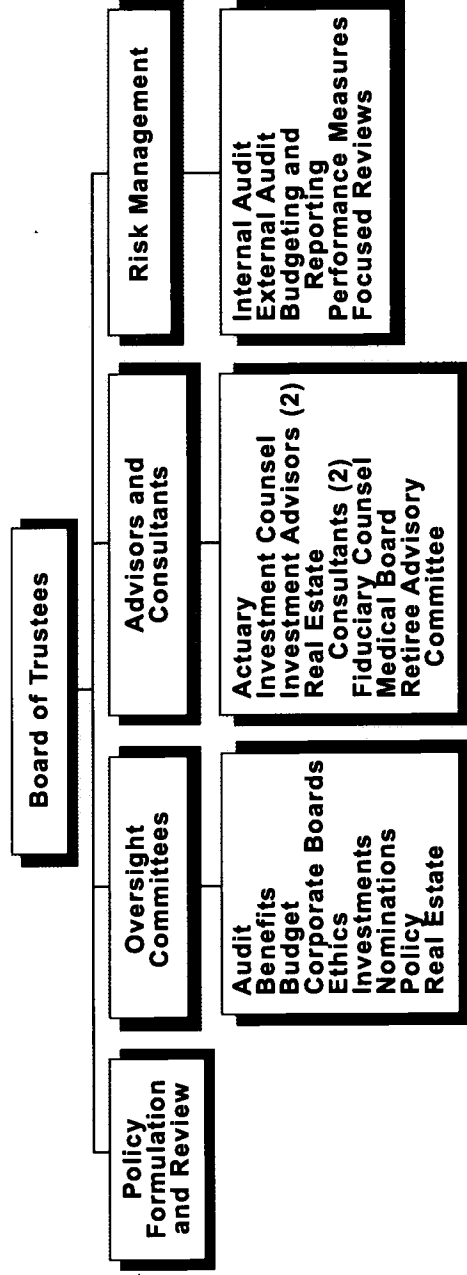 Board of Trustees
Policy
Formulation
and Review
Oversight
Committees
Audit
Benefits
Budget
Corporate Boards
Ethics
Investments
Nominations
Policy
Real Estate
Advisors and
Consultants
Actuary
Investment Counsel
Investment Advisors (2)
Real Estate
Consultants (2)
Fiduciary Counsel
Medical Board
Retiree Advisory
Committee
Risk Management
Internal Audit
External Audit
Budgeting and
Reporting
Performance Measures
Focused Reviews